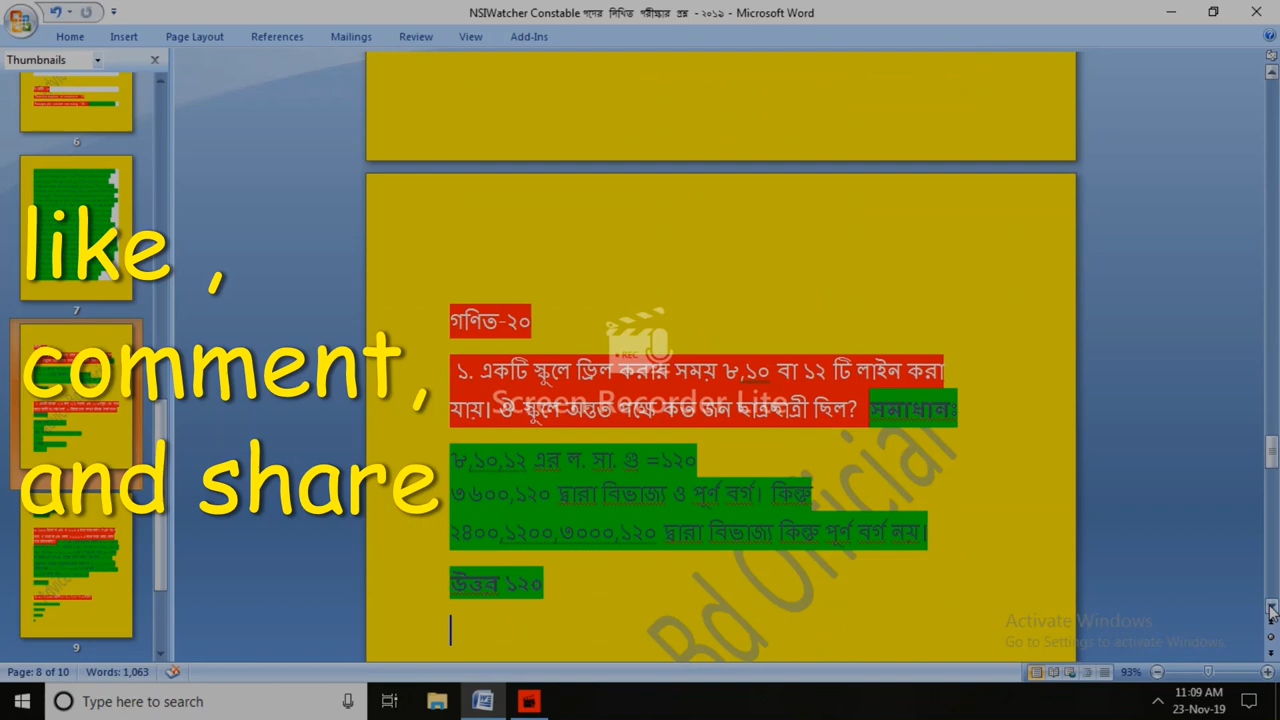 NSIWatcher Constable পদের লিখিত পরীক্ষার প্রশ্ন - ২০১৯ - Microsoft Word
Home Insert Page Layout References Mailings Review View Add-Ins
Thumbnails
6
7
9
like ,
comment,
and share
গণিত-২০
১. একটি স্কুলে ড্রিল করার সময় ৮,১০ বা ১২ টি লাইন করা
যায়। ঐ স্কুলে অন্তত পক্ষে কত জন ছাত্রছাত্রী ছিল? সমাধানঃ
৮,১০,১২ এর ল. সা. গু =১২০
৩৬০০,১২০ দ্বারা বিভাজ্য ও পূর্ণ বর্গ। কিন্তু
২৪০০,১২০০,৩০০০,১২০ দ্বারা বিভাজ্য কিন্তু পূর্ণ বর্গ নয়।
উত্তর ১২০
REC
Screen Recorder Lite
Bd Official
Activate Windows
Go to Settings to activate Windows.
Page: 8 of 10 Words: 1,063 93%
Type here to search
11:09 AM
23-Nov-19